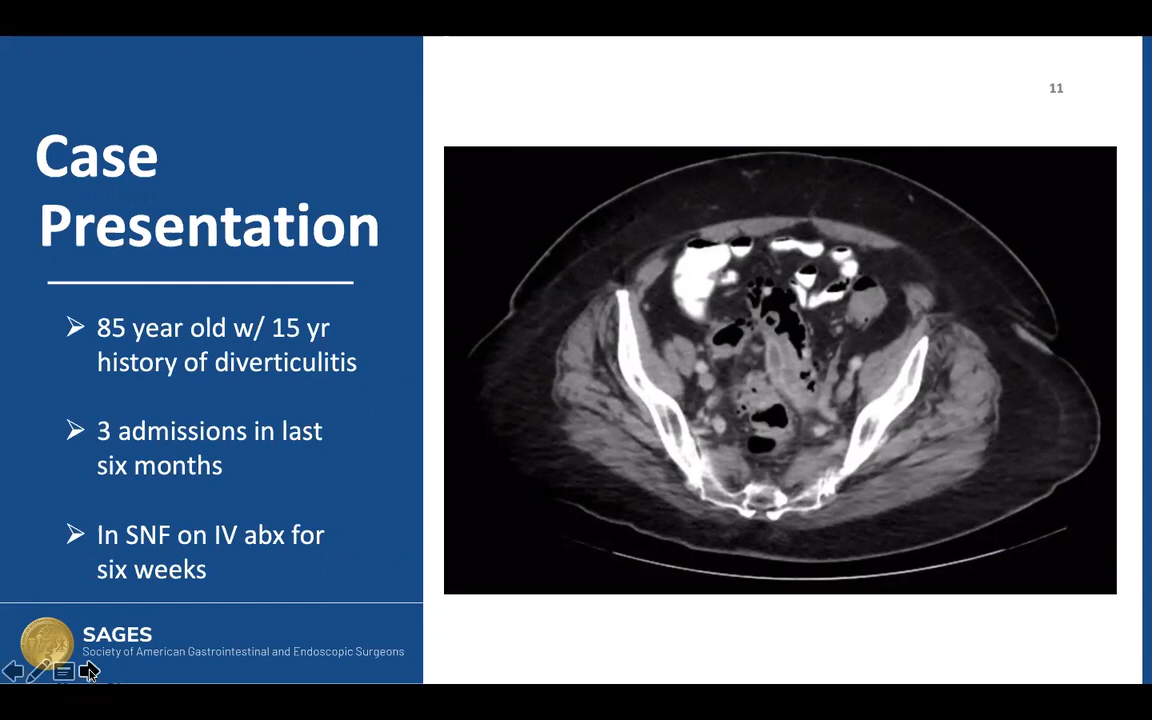 11
Case
Presentation
85 year old w/ 15 yr
history of diverticulitis
3 admissions in last
six months
In SNF on IV abx for
six weeks
SAGES
Society of American Gastrointestinal and Endoscopic Surgeons